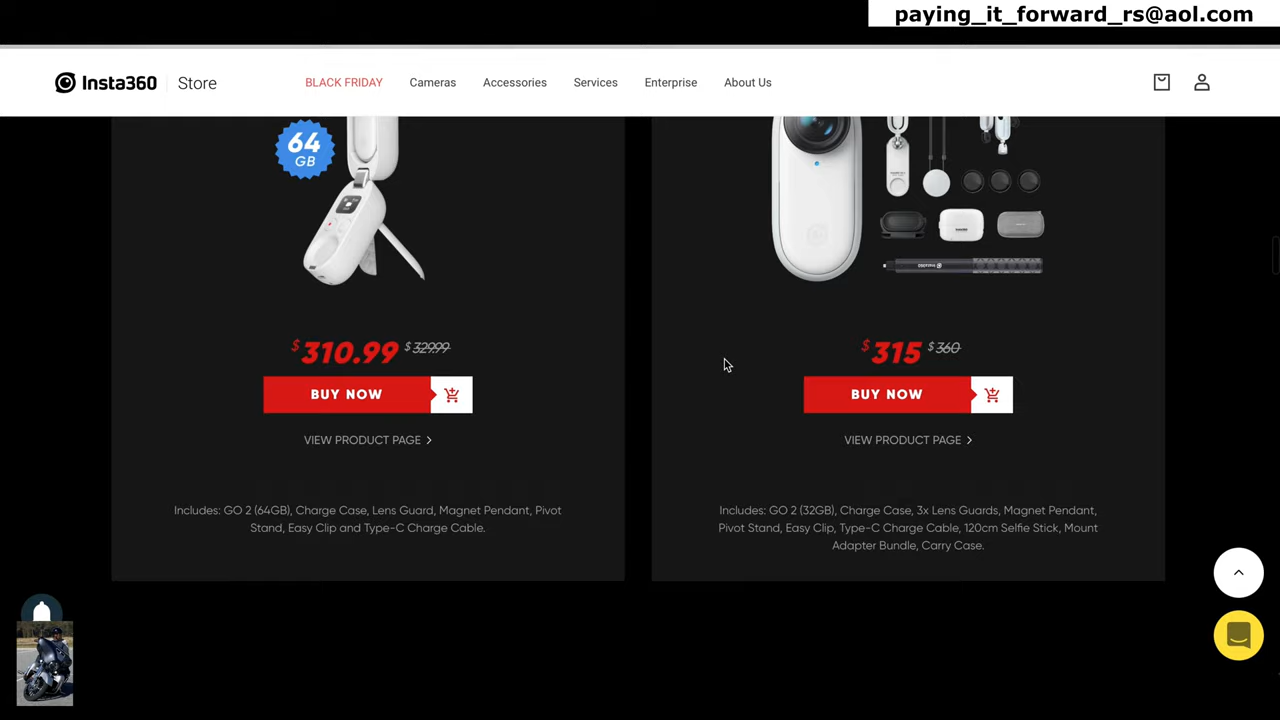 paying_it_forward_rs@aol.com
Insta360 Store BLACK FRIDAY Cameras Accessories Services Enterprise About Us
64
GB
$310.99 $329.99
BUY NOW
VIEW PRODUCT PAGE >
Includes: GO 2 (64GB), Charge Case, Lens Guard, Magnet Pendant, Pivot
Stand, Easy Clip and Type-C Charge Cable.
$315 $360
BUY NOW
VIEW PRODUCT PAGE >
Includes: GO 2 (32GB), Charge Case, 3x Lens Guards, Magnet Pendant,
Pivot Stand, Easy Clip, Type-C Charge Cable, 120cm Selfie Stick, Mount
Adapter Bundle, Carry Case.